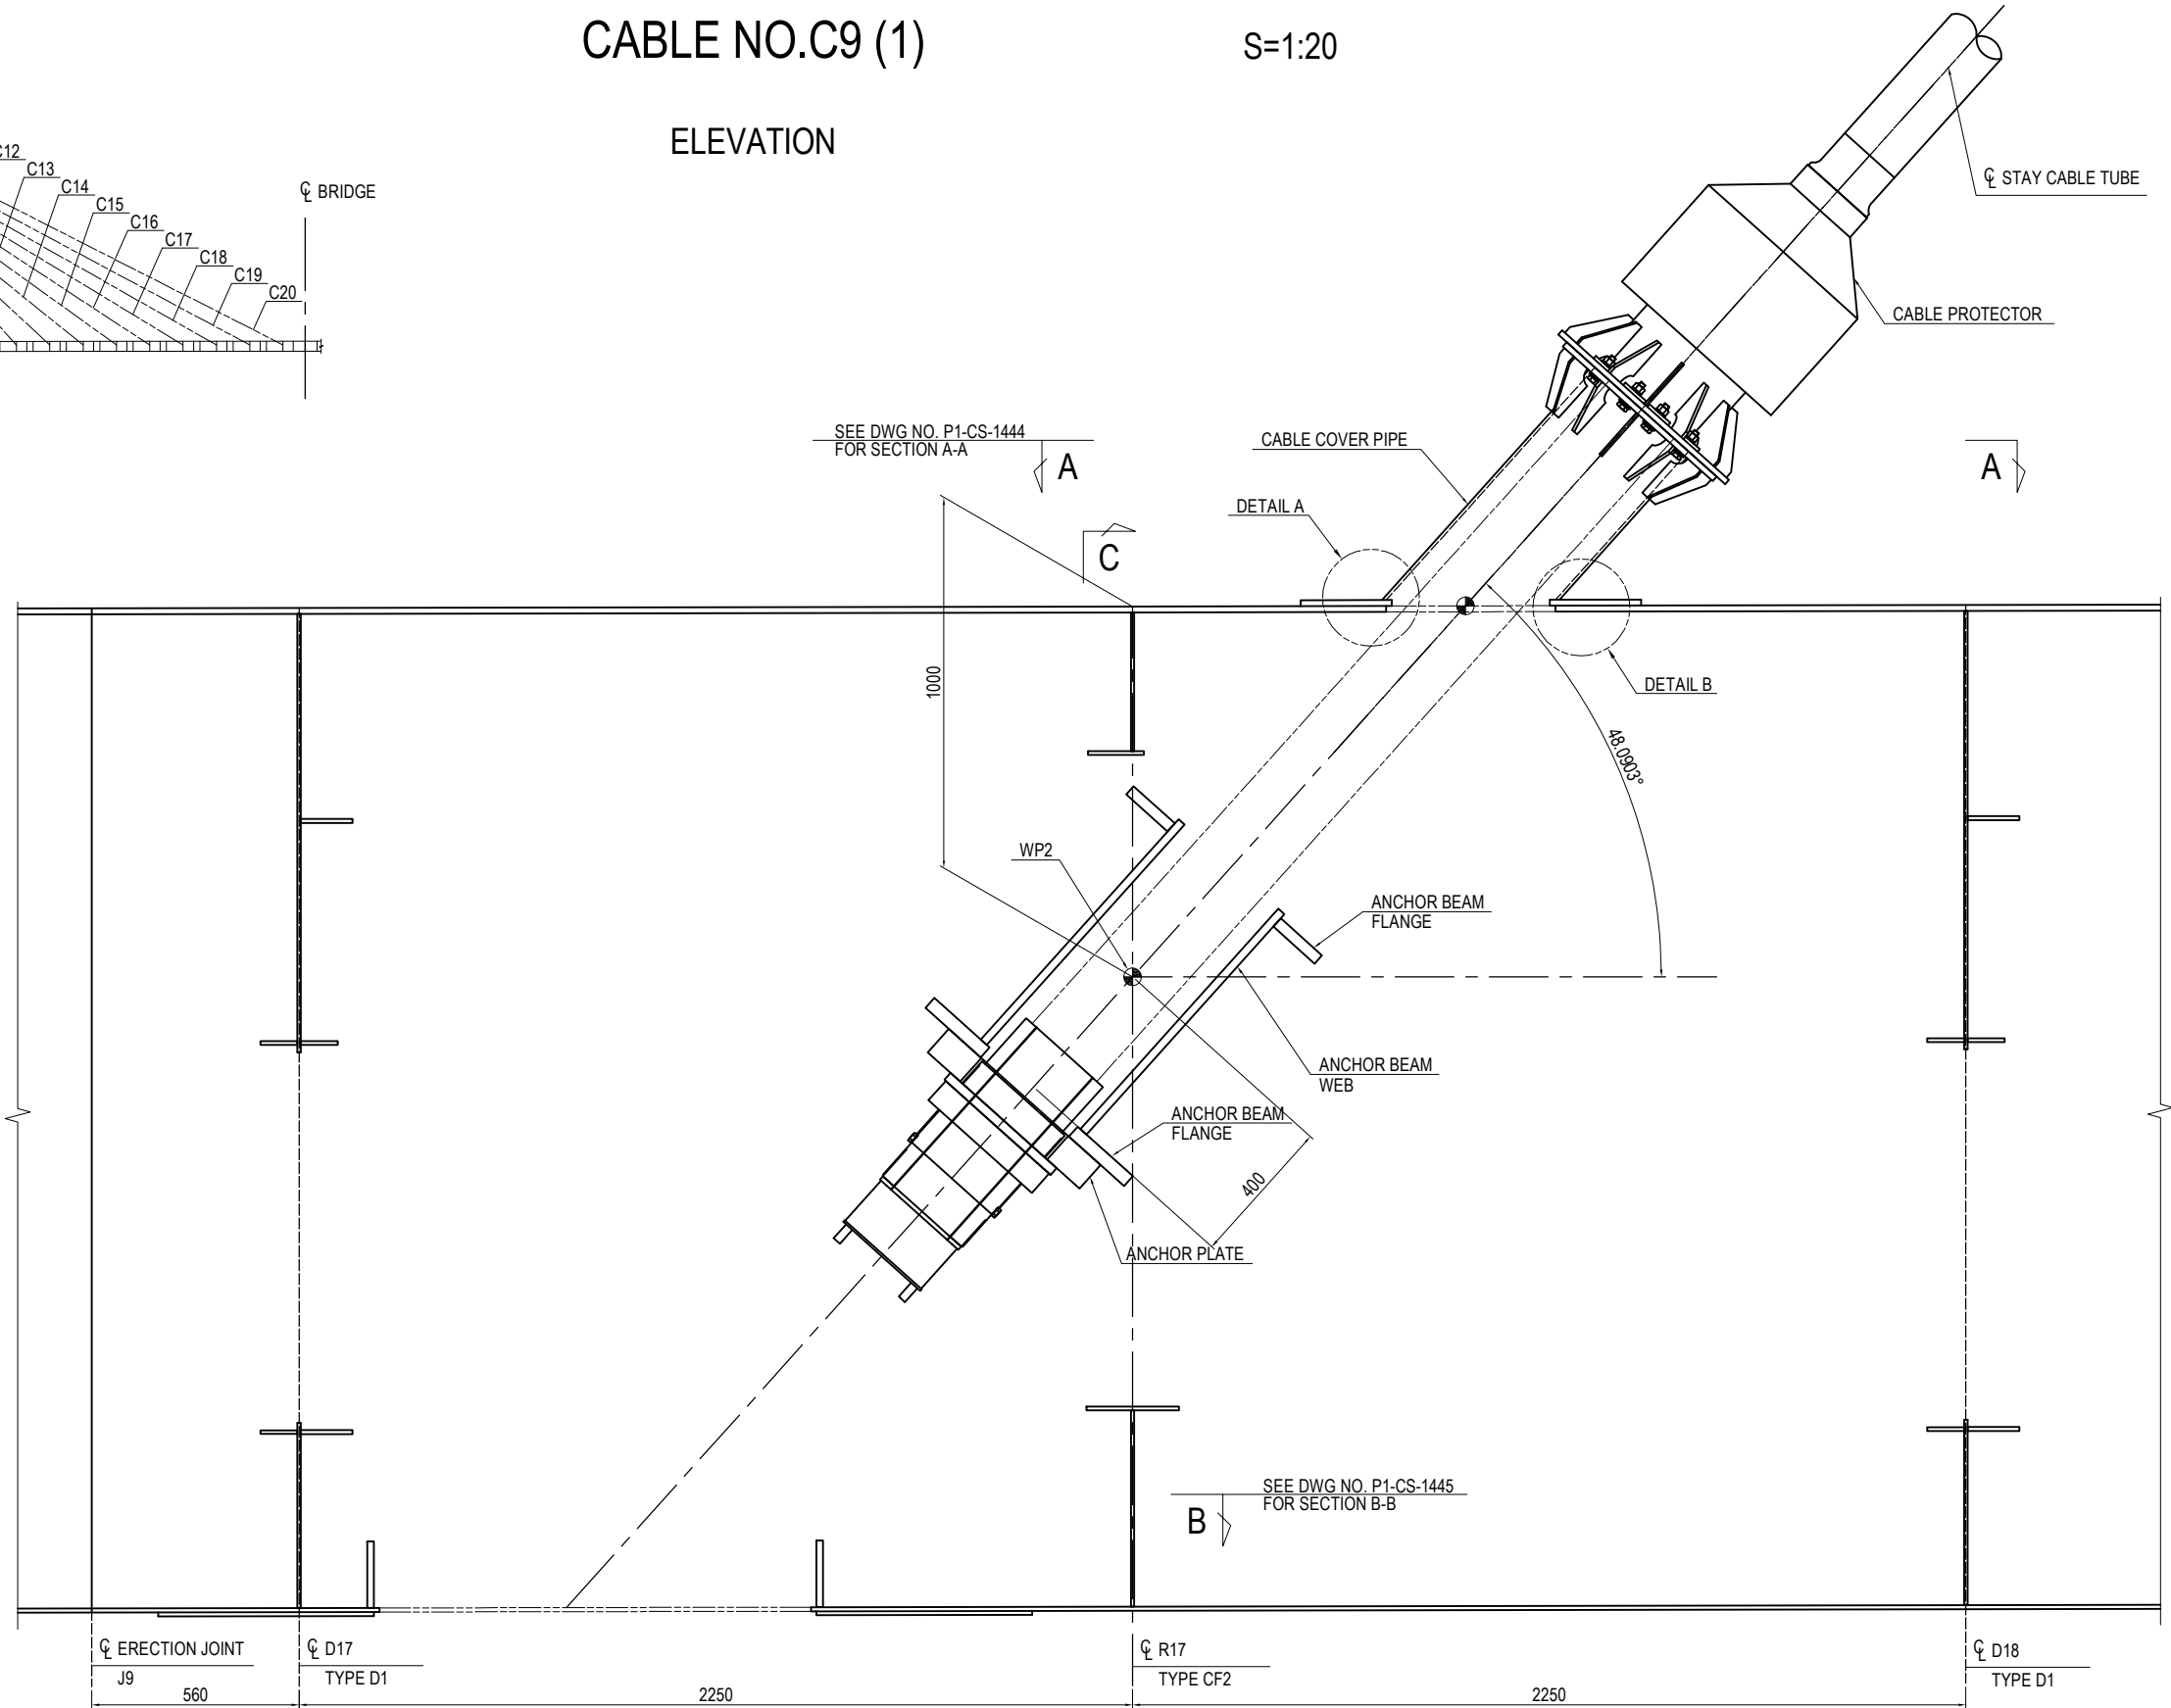 CABLE NO.C9 (1)
S=1:20
ELEVATION
C12
C13
C14
C15
C16
C17
C18
C19
C20
℄ BRIDGE
℄ STAY CABLE TUBE
CABLE PROTECTOR
SEE DWG NO. P1-CS-1444
FOR SECTION A-A
A
CABLE COVER PIPE
A
DETAIL A
C
1000
DETAIL B
48.0903°
WP2
ANCHOR BEAM
FLANGE
ANCHOR BEAM
WEB
ANCHOR BEAM
FLANGE
400
ANCHOR PLATE
SEE DWG NO. P1-CS-1445
FOR SECTION B-B
B
℄ ERECTION JOINT
J9
℄ D17
TYPE D1
℄ R17
TYPE CF2
℄ D18
TYPE D1
560
2250
2250